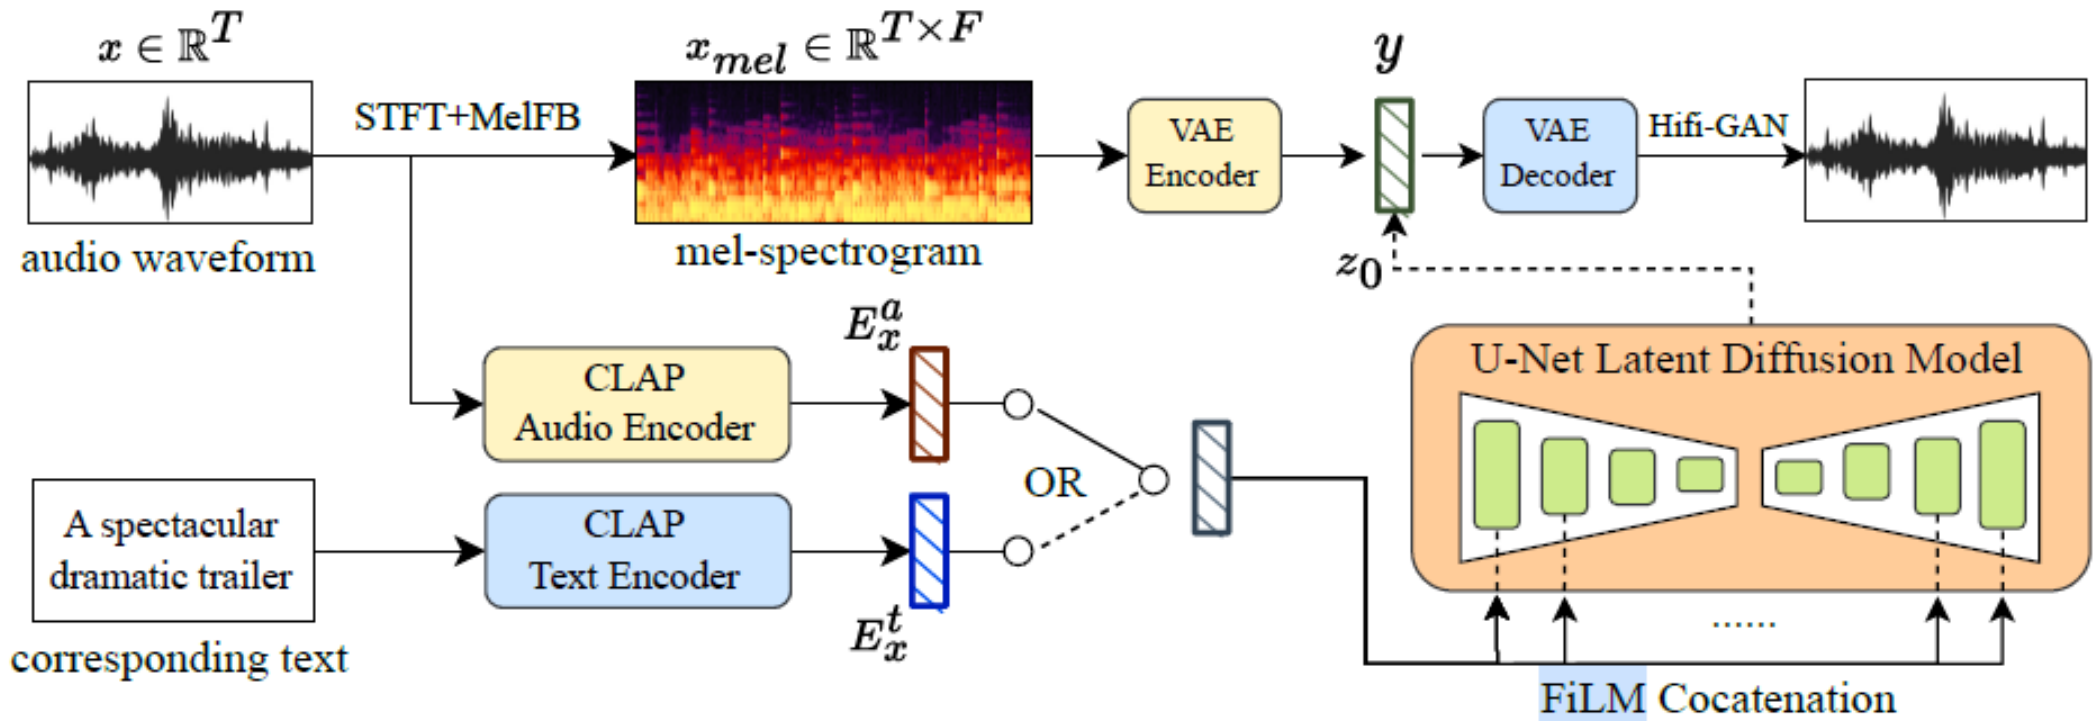 x ∈ ℝ^T
x_mel ∈ ℝ^{T×F}
y
STFT+MelFB
VAE
Encoder
VAE
Decoder
Hifi-GAN
audio waveform
mel-spectrogram
z_0
E_x^a
U-Net Latent Diffusion Model
CLAP
Audio Encoder
OR
A spectacular
dramatic trailer
CLAP
Text Encoder
E_x^t
corresponding text
......
FiLM Cocatenation